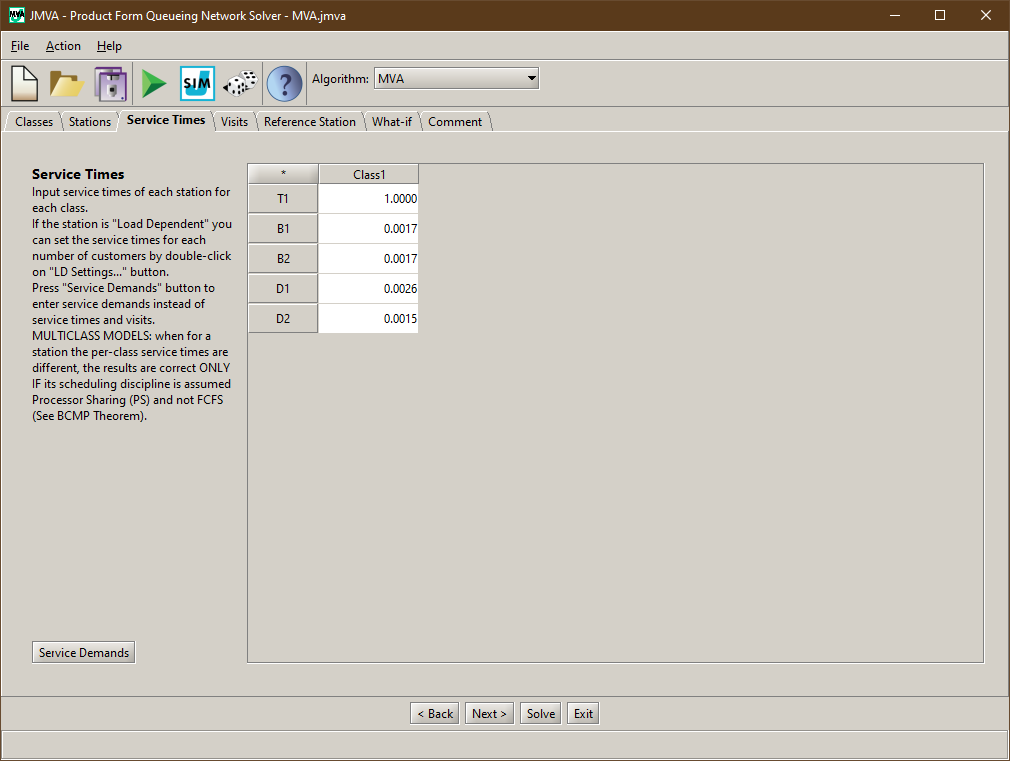 JMVA - Product Form Queueing Network Solver - MVA.jmva
File Action Help
SIM ? Algorithm: MVA
Classes Stations Service Times Visits Reference Station What-if Comment
Service Times
Input service times of each station for
each class.
If the station is "Load Dependent" you
can set the service times for each
number of customers by double-click
on "LD Settings..." button.
Press "Service Demands" button to
enter service demands instead of
service times and visits.
MULTICLASS MODELS: when for a
station the per-class service times are
different, the results are correct ONLY
IF its scheduling discipline is assumed
Processor Sharing (PS) and not FCFS
(See BCMP Theorem).
* Class1
T1 1.0000
B1 0.0017
B2 0.0017
D1 0.0026
D2 0.0015
Service Demands
< Back Next > Solve Exit